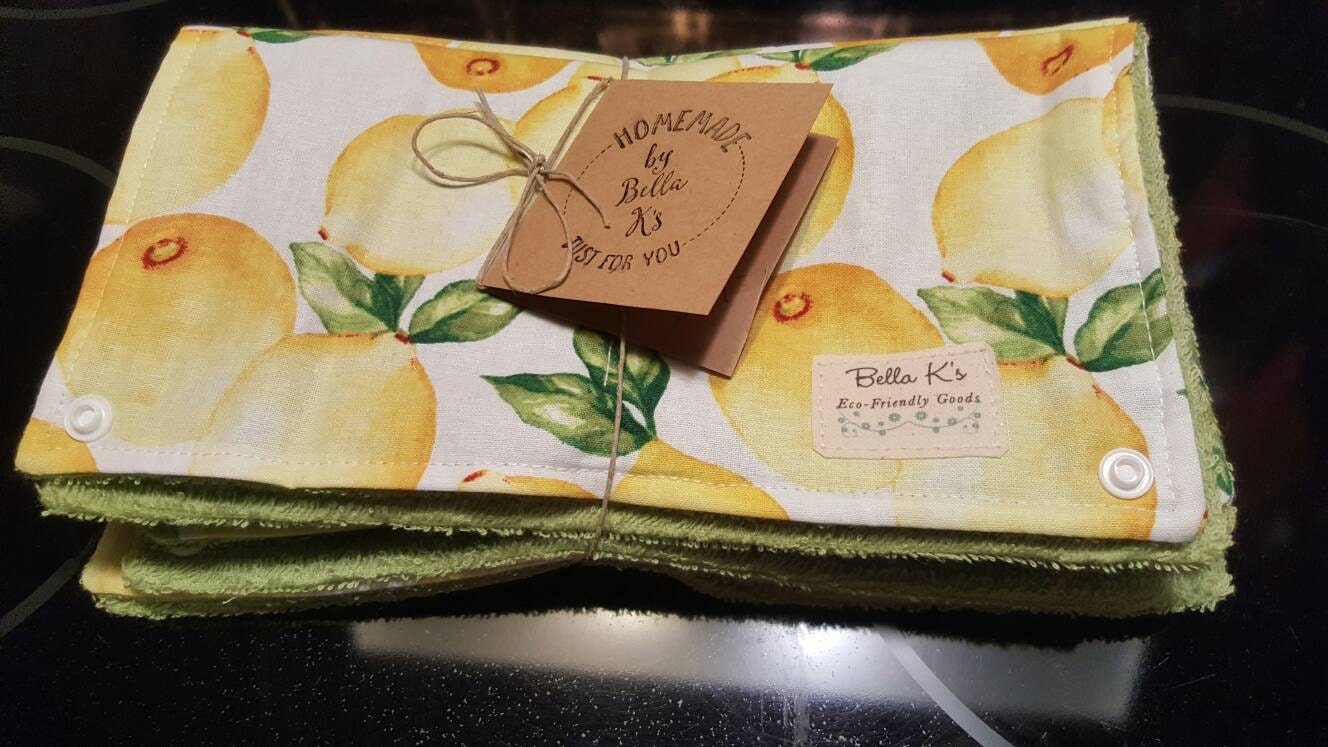 HOMEMADE
by
Bella
K's
JUST FOR YOU
Bella K's
Eco-Friendly Goods